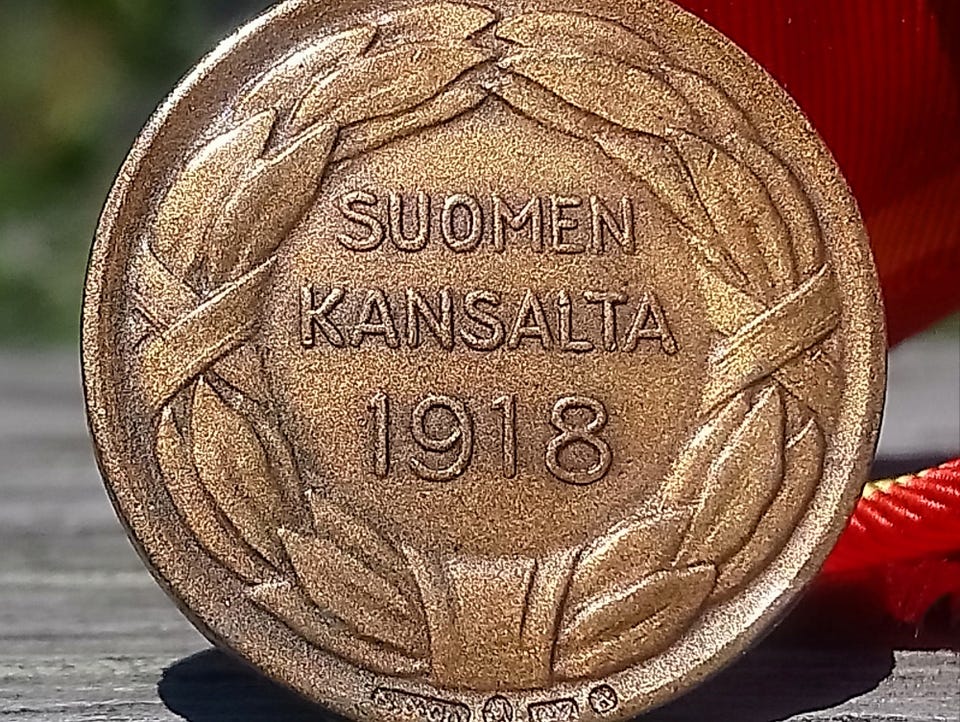 SUOMEN
KANSALTA
1918